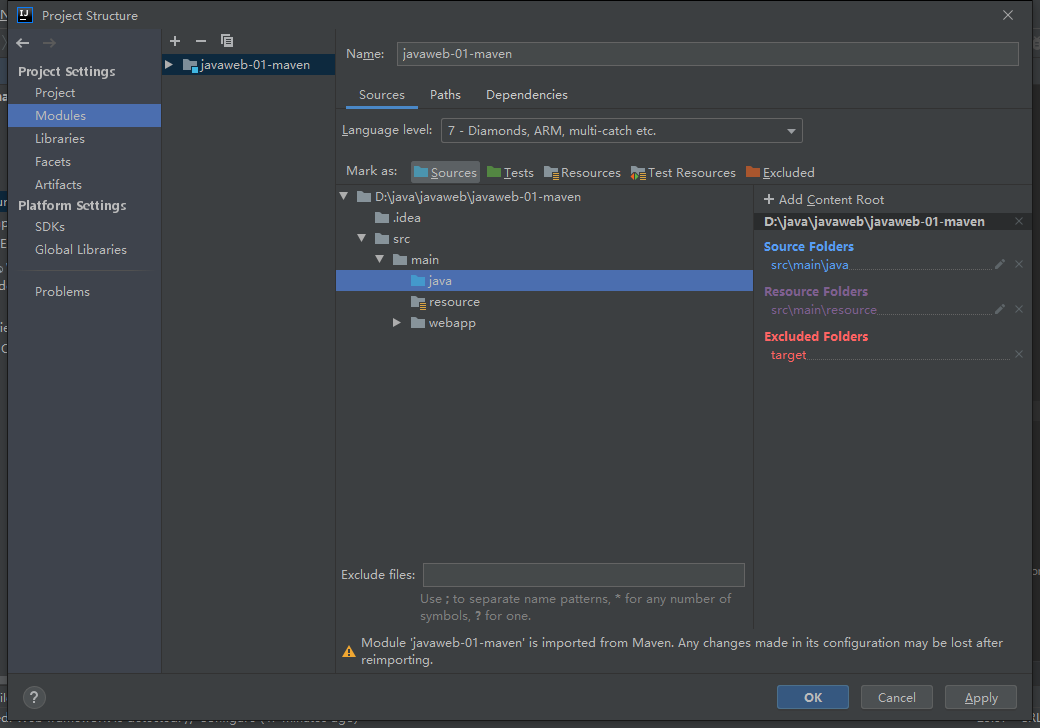 Project Structure
Project Settings
Project
Modules
Libraries
Facets
Artifacts
Platform Settings
SDKs
Global Libraries
Problems
javaweb-01-maven
Name: javaweb-01-maven
Sources Paths Dependencies
Language level: 7 - Diamonds, ARM, multi-catch etc.
Mark as: Sources Tests Resources Test Resources Excluded
D:\java\javaweb\javaweb-01-maven
.idea
src
main
java
resource
webapp
+ Add Content Root
D:\java\javaweb\javaweb-01-maven
Source Folders
src\main\java
Resource Folders
src\main\resource
Excluded Folders
target
Exclude files:
Use ; to separate name patterns, * for any number of
symbols, ? for one.
Module 'javaweb-01-maven' is imported from Maven. Any changes made in its configuration may be lost after
reimporting.
?
OK Cancel Apply